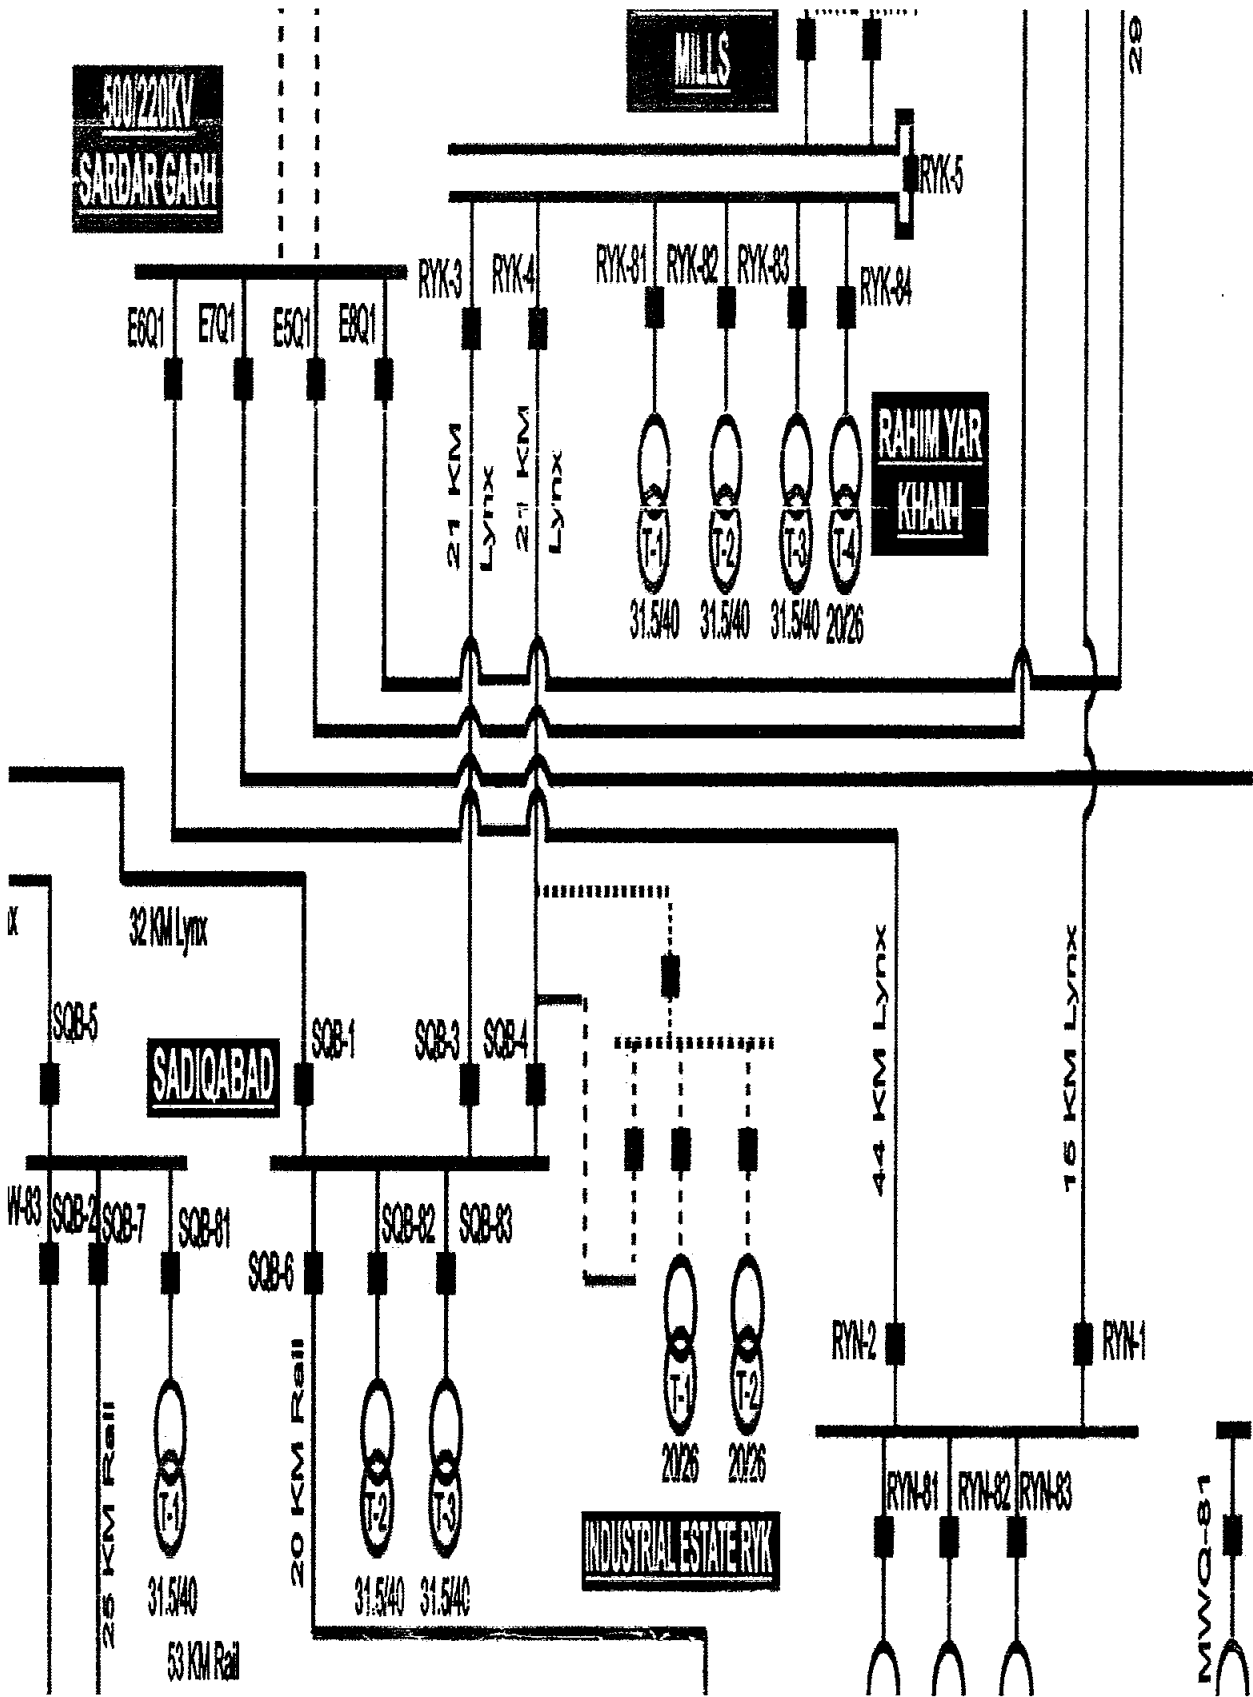 MILLS
29
500/220KV
SARDAR GARH
RYK-5
RYK-3
RYK-4
RYK-81
RYK-82
RYK-83
RYK-84
E6Q1
E7Q1
E5Q1
E8Q1
21 KM
Lynx
21 KM
Lynx
RAHIM YAR
KHAN-I
T-1
T-2
T-3
T-4
31.5/40
31.5/40
31.5/40
20/26
32 KM Lynx
44 KM Lynx
16 KM Lynx
SQB-5
SADIQABAD
SQB-1
SQB-3
SQB-4
W-83
SQB-2
SQB-7
SQB-81
SQB-6
SQB-82
SQB-83
RYN-2
RYN-1
25 KM Rail
20 KM Rail
T-1
T-2
T-3
T-1
T-2
20/26
20/26
RYN-81
RYN-82
RYN-83
MWQ-81
INDUSTRIAL ESTATE RYK
31.5/40
31.5/40
31.5/40
53 KM Rail